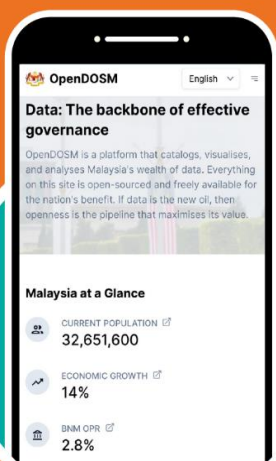 OpenDOSM
English
Data: The backbone of effective
governance
OpenDOSM is a platform that catalogs, visualises,
and analyses Malaysia's wealth of data. Everything
on this site is open-sourced and freely available for
the nation's benefit. If data is the new oil, then
openness is the pipeline that maximises its value.
Malaysia at a Glance
CURRENT POPULATION
32,651,600
ECONOMIC GROWTH
14%
BNM OPR
2.8%